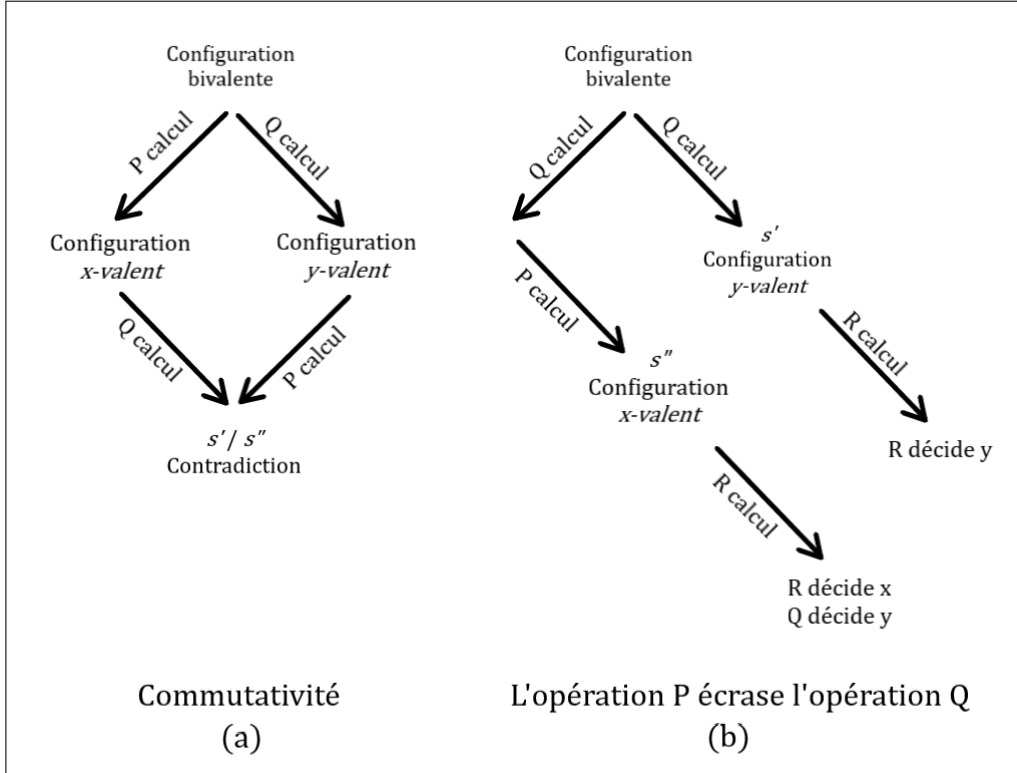 Configuration
bivalente
P calcul
Q calcul
Configuration
x-valent
Configuration
y-valent
Q calcul
P calcul
s'/ s"
Contradiction
Commutativité
(a)
Configuration
bivalente
Q calcul
Q calcul
s'
Configuration
y-valent
P calcul
R calcul
s"
Configuration
x-valent
R décide y
R calcul
R décide x
Q décide y
L'opération P écrase l'opération Q
(b)